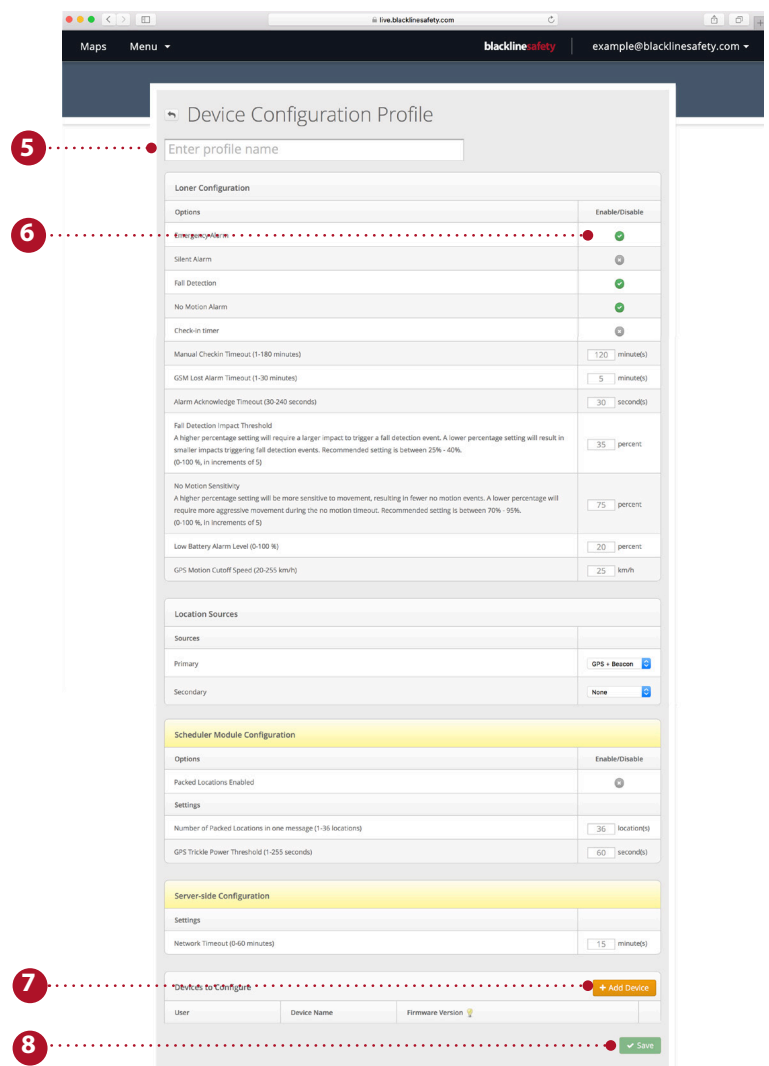 live.blacklinesafety.com
Maps Menu blacklinesafety example@blacklinesafety.com
Device Configuration Profile
5
Enter profile name
Loner Configuration
Options Enable/Disable
6
Emergency Alarm
Silent Alarm
Fall Detection
No Motion Alarm
Check-in timer
Manual Checkin Timeout (1-180 minutes) 120 minute(s)
GSM Lost Alarm Timeout (1-30 minutes) 5 minute(s)
Alarm Acknowledge Timeout (30-240 seconds) 30 second(s)
Fall Detection Impact Threshold
A higher percentage setting will require a larger impact to trigger a fall detection event. A lower percentage setting will result in
smaller impacts triggering fall detection events. Recommended setting is between 25% - 40%.
(0-100 %, in increments of 5)
35 percent
No Motion Sensitivity
A higher percentage setting will be more sensitive to movement, resulting in fewer no motion events. A lower percentage will
require more aggressive movement during the no motion timeout. Recommended setting is between 70% - 95%.
(0-100 %, in increments of 5)
75 percent
Low Battery Alarm Level (0-100 %) 20 percent
GPS Motion Cutoff Speed (20-255 km/h) 25 km/h
Location Sources
Sources
Primary GPS + Beacon
Secondary None
Scheduler Module Configuration
Options Enable/Disable
Packed Locations Enabled
Settings
Number of Packed Locations in one message (1-36 locations) 36 location(s)
GPS Trickle Power Threshold (1-255 seconds) 60 second(s)
Server-side Configuration
Settings
Network Timeout (0-60 minutes) 15 minute(s)
7
Devices to Configure + Add Device
User Device Name Firmware Version
8
Save